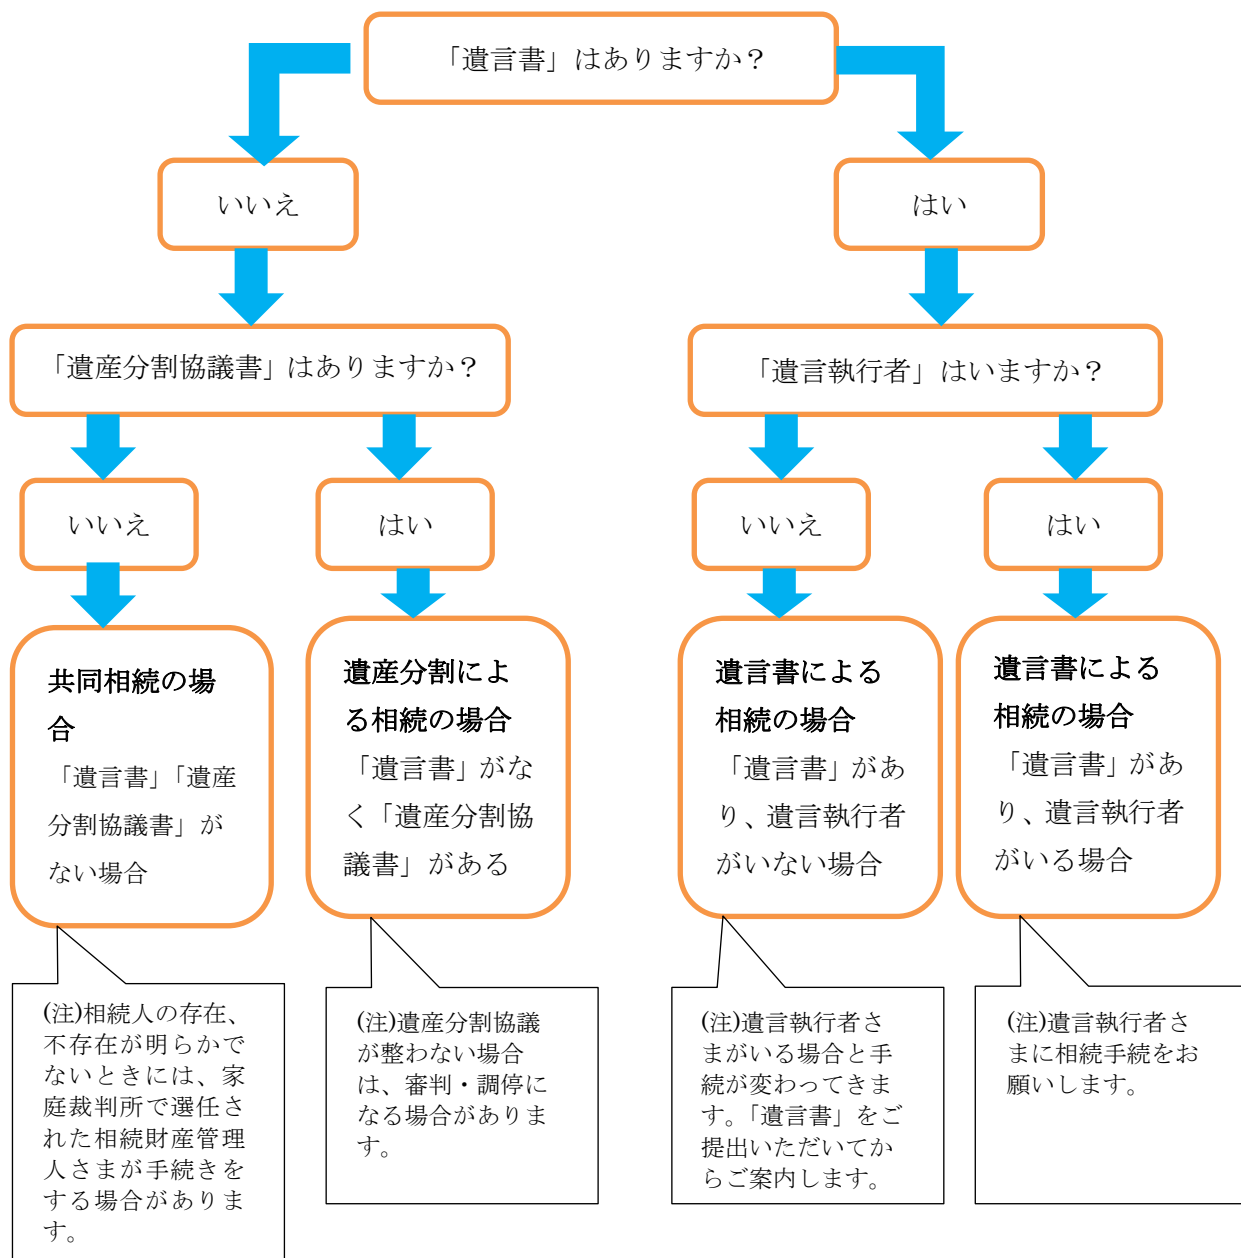 「遺言書」はありますか？
いいえ
はい
「遺産分割協議書」はありますか？
「遺言執行者」はいますか？
いいえ
はい
いいえ
はい
共同相続の場
合
「遺言書」「遺産
分割協議書」が
ない場合
遺産分割によ
る相続の場合
「遺言書」がな
く「遺産分割協
議書」がある
遺言書による
相続の場合
「遺言書」があ
り、遺言執行者
がいない場合
遺言書による
相続の場合
「遺言書」があ
り、遺言執行者
がいる場合
(注)相続人の存在、
不存在が明らかで
ないときには、家
庭裁判所で選任さ
れた相続財産管理
人さまが手続きを
する場合がありま
す。
(注)遺産分割協議
が整わない場合
は、審判・調停に
なる場合がありま
す。
(注)遺言執行者さ
まがいる場合と手
続が変わってきま
す。「遺言書」をご
提出いただいてか
らご案内します。
(注)遺言執行者さ
まに相続手続をお
願いします。